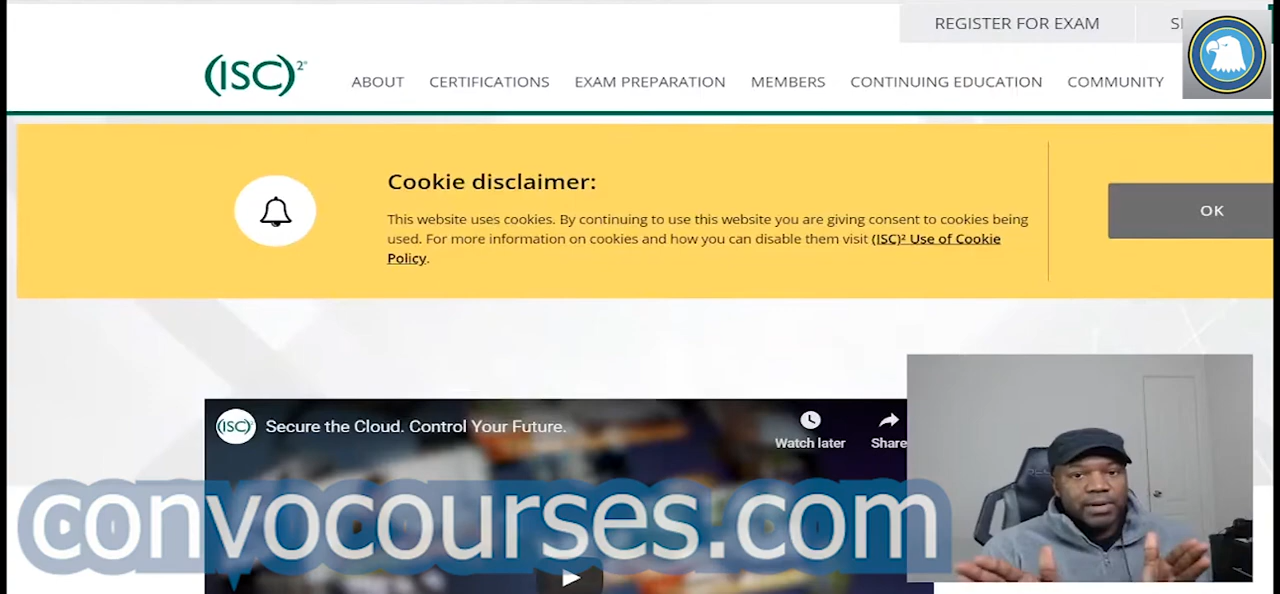 REGISTER FOR EXAM
(ISC)²®
ABOUT CERTIFICATIONS EXAM PREPARATION MEMBERS CONTINUING EDUCATION COMMUNITY
Cookie disclaimer:
This website uses cookies. By continuing to use this website you are giving consent to cookies being
used. For more information on cookies and how you can disable them visit (ISC)² Use of Cookie
Policy.
OK
(ISC)² Secure the Cloud. Control Your Future.
Watch later Share
convocourses.com